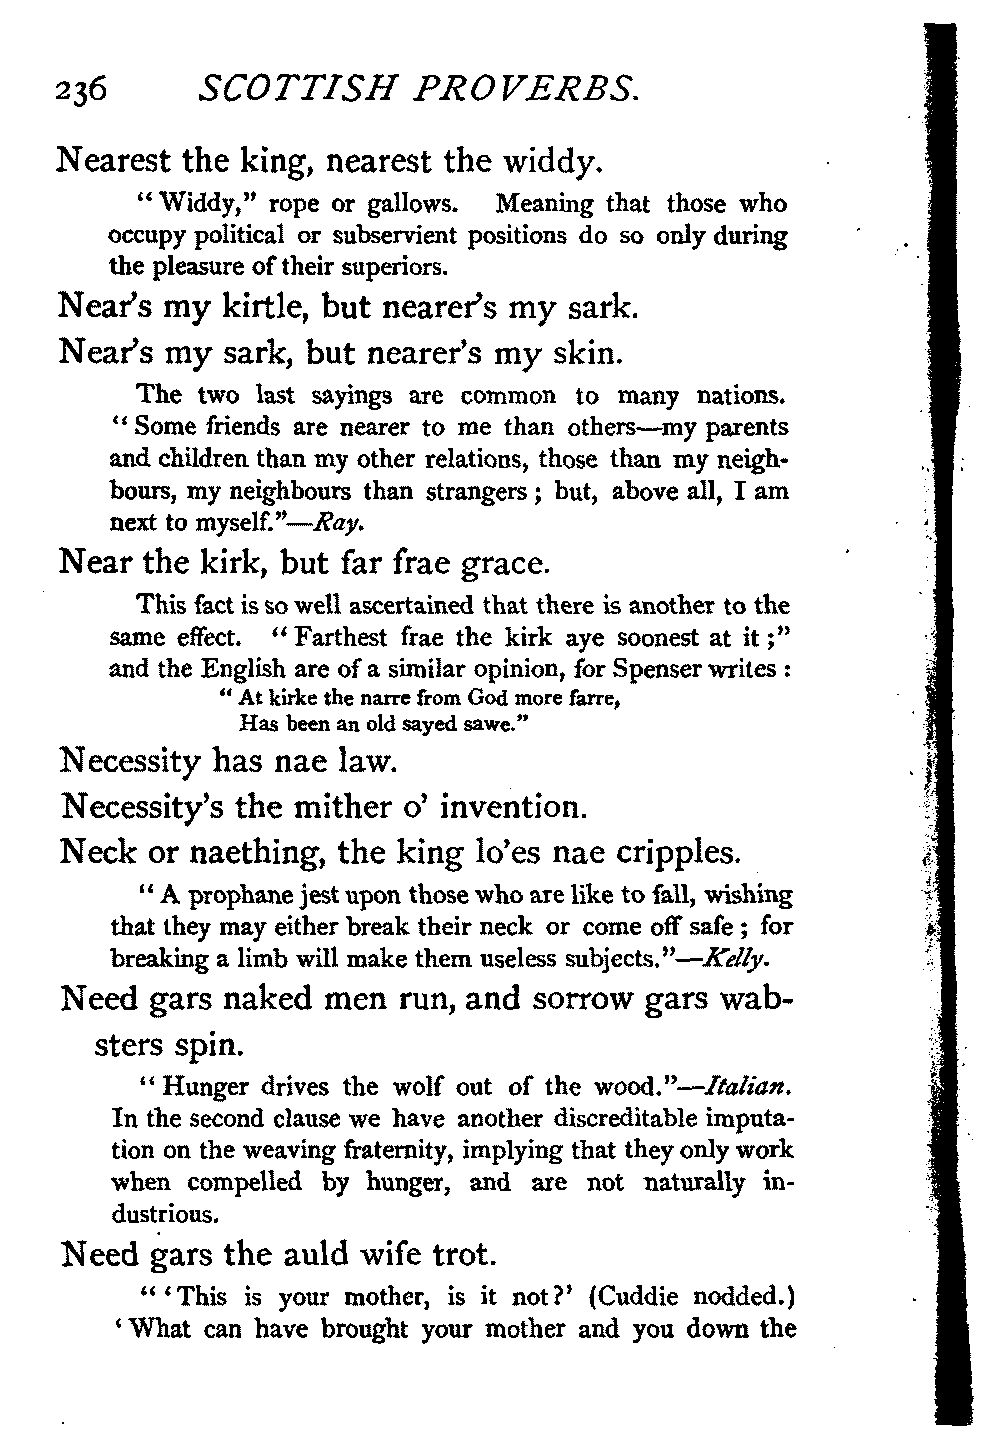 236 SCOTTISH PROVERBS.
Nearest the king, nearest the widdy.
“Widdy,” rope or gallows. Meaning that those who
occupy political or subservient positions do so only during
the pleasure of their superiors.
Near's my kirtle, but nearer's my sark.
Near's my sark, but nearer's my skin.
The two last sayings are common to many nations.
“Some friends are nearer to me than others—my parents
and children than my other relations, those than my neigh-
bours, my neighbours than strangers; but, above all, I am
next to myself.”—Ray.
Near the kirk, but far frae grace.
This fact is so well ascertained that there is another to the
same effect. “Farthest frae the kirk aye soonest at it;”
and the English are of a similar opinion, for Spenser writes:
“At kirke the narre from God more farre,
Has been an old sayed sawe.”
Necessity has nae law.
Necessity's the mither o' invention.
Neck or naething, the king lo'es nae cripples.
“A prophane jest upon those who are like to fall, wishing
that they may either break their neck or come off safe; for
breaking a limb will make them useless subjects.”—Kelly.
Need gars naked men run, and sorrow gars wab-
sters spin.
“Hunger drives the wolf out of the wood.”—Italian.
In the second clause we have another discreditable imputa-
tion on the weaving fraternity, implying that they only work
when compelled by hunger, and are not naturally in-
dustrious.
Need gars the auld wife trot.
“‘This is your mother, is it not?’ (Cuddie nodded.)
‘What can have brought your mother and you down the